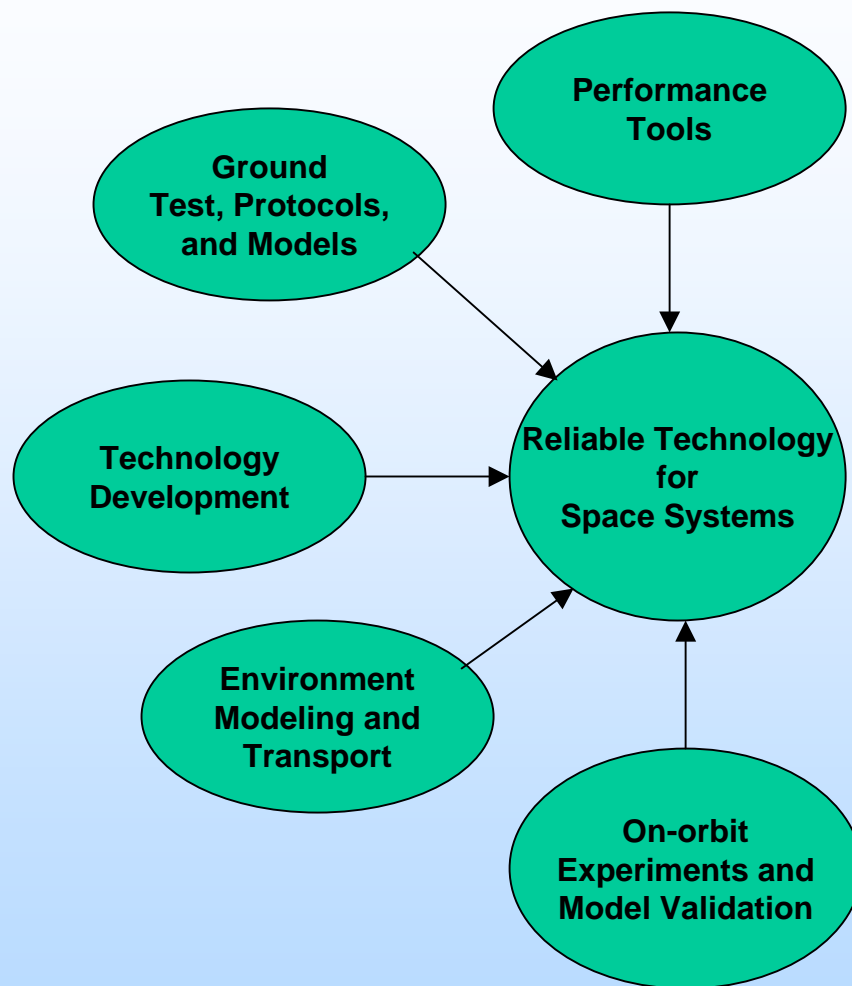 Performance
Tools
Ground
Test, Protocols,
and Models
Reliable Technology
for
Space Systems
Technology
Development
Environment
Modeling and
Transport
On-orbit
Experiments and
Model Validation